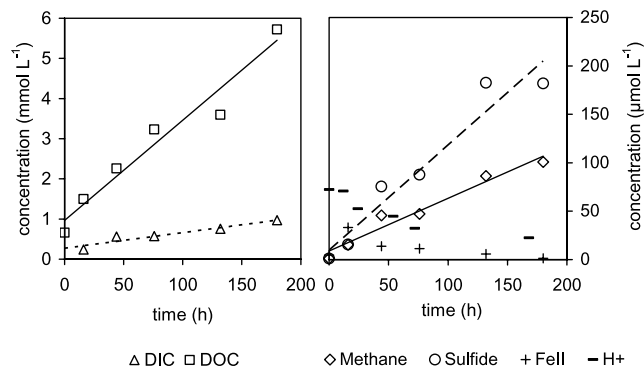 6
5
4
3
2
1
0
concentration (mmol L-1)
0 50 100 150 200
time (h)
250
200
150
100
50
0
concentration (µmol L-1)
0 50 100 150 200
time (h)
DIC DOC Methane Sulfide FeII H+